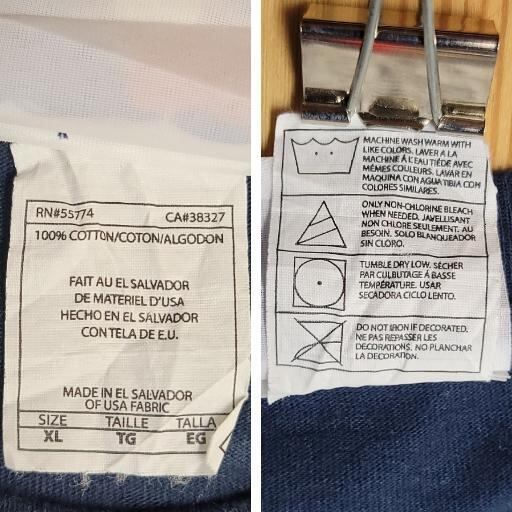 RN#55774 CA#38327
100% COTTON/COTON/ALGODON
FAIT AU EL SALVADOR
DE MATERIEL D'USA
HECHO EN EL SALVADOR
CON TELA DE E.U.
MADE IN EL SALVADOR
OF USA FABRIC
SIZE TAILLE TALLA
XL TG EG
MACHINE WASH WARM WITH
LIKE COLORS. LAVER A LA
MACHINE Á L'EAU TIÉDE AVEC
MÊMES COULEURS. LAVAR EN
MAQUINA CON AGUA TIBIA CON
COLORES SIMILARES.
ONLY NON-CHLORINE BLEACH
WHEN NEEDED. JAVELLISANT
NON CHLORE SEULEMENT. AU
BESOIN. SOLO BLANQUEADOR
SIN CLORO.
TUMBLE DRY LOW. SÉCHER
PAR CULBUTAGE Á BASSE
TEMPÉRATURE. USAR
SECADORA CICLO LENTO.
DO NOT IRON IF DECORATED.
NE PAS REPASSER LES
DECORATIONS. NO PLANCHAR
LA DECORATION.